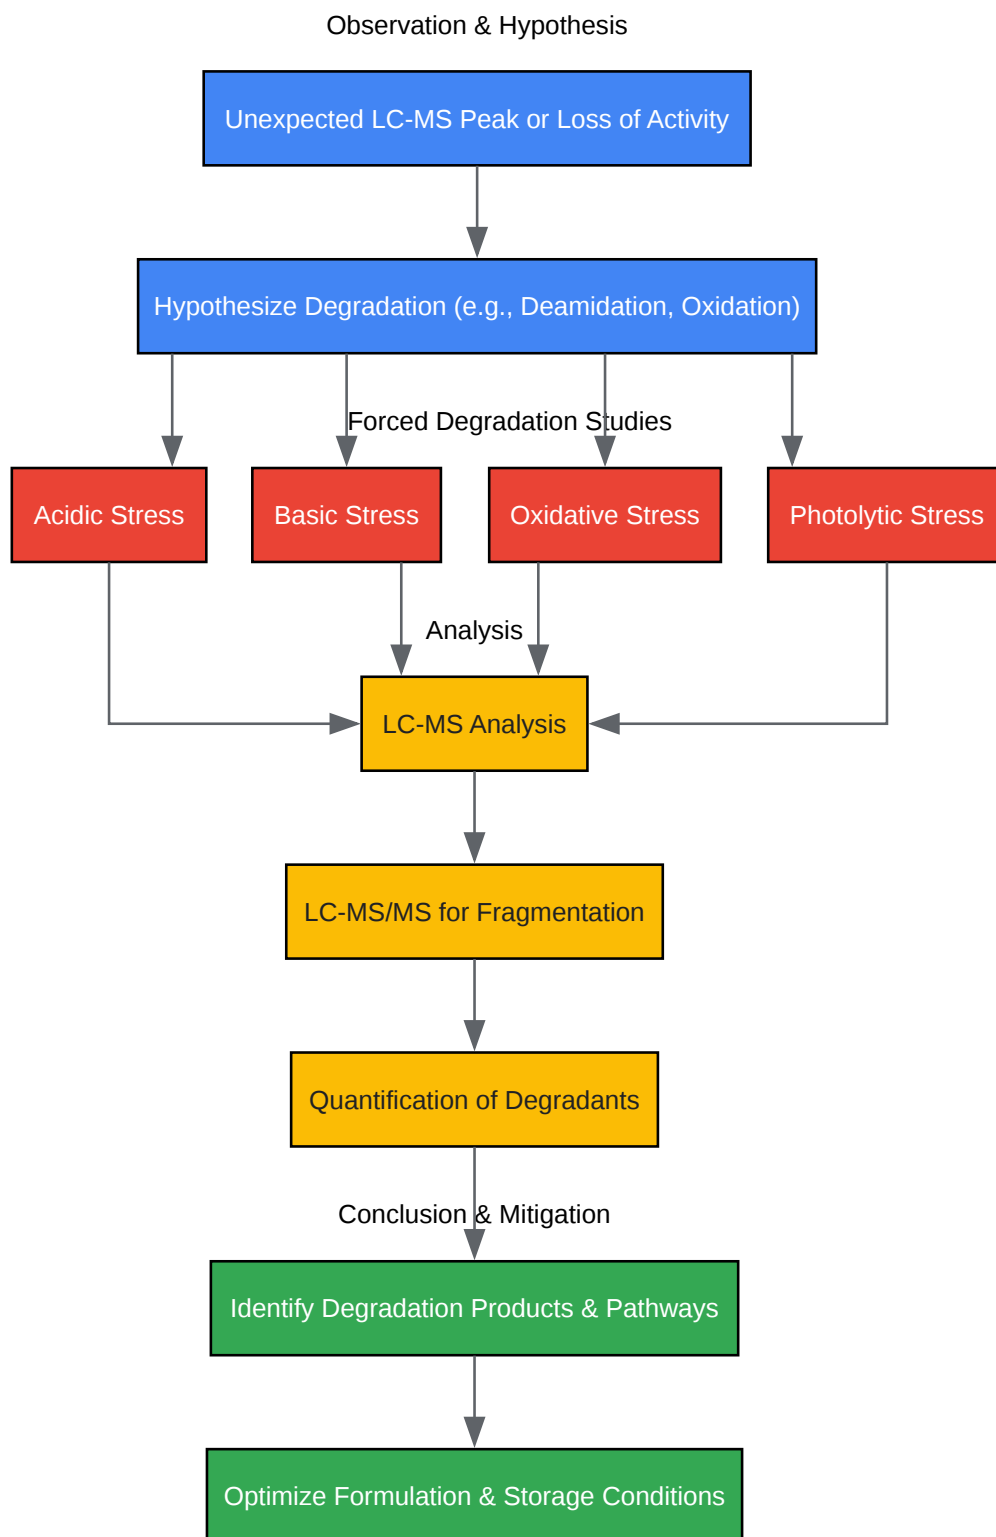 Observation & Hypothesis
Unexpected LC-MS Peak or Loss of Activity
Hypothesize Degradation (e.g., Deamidation, Oxidation)
Forced Degradation Studies
Acidic Stress
Basic Stress
Oxidative Stress
Photolytic Stress
Analysis
LC-MS Analysis
LC-MS/MS for Fragmentation
Quantification of Degradants
Conclusion & Mitigation
Identify Degradation Products & Pathways
Optimize Formulation & Storage Conditions